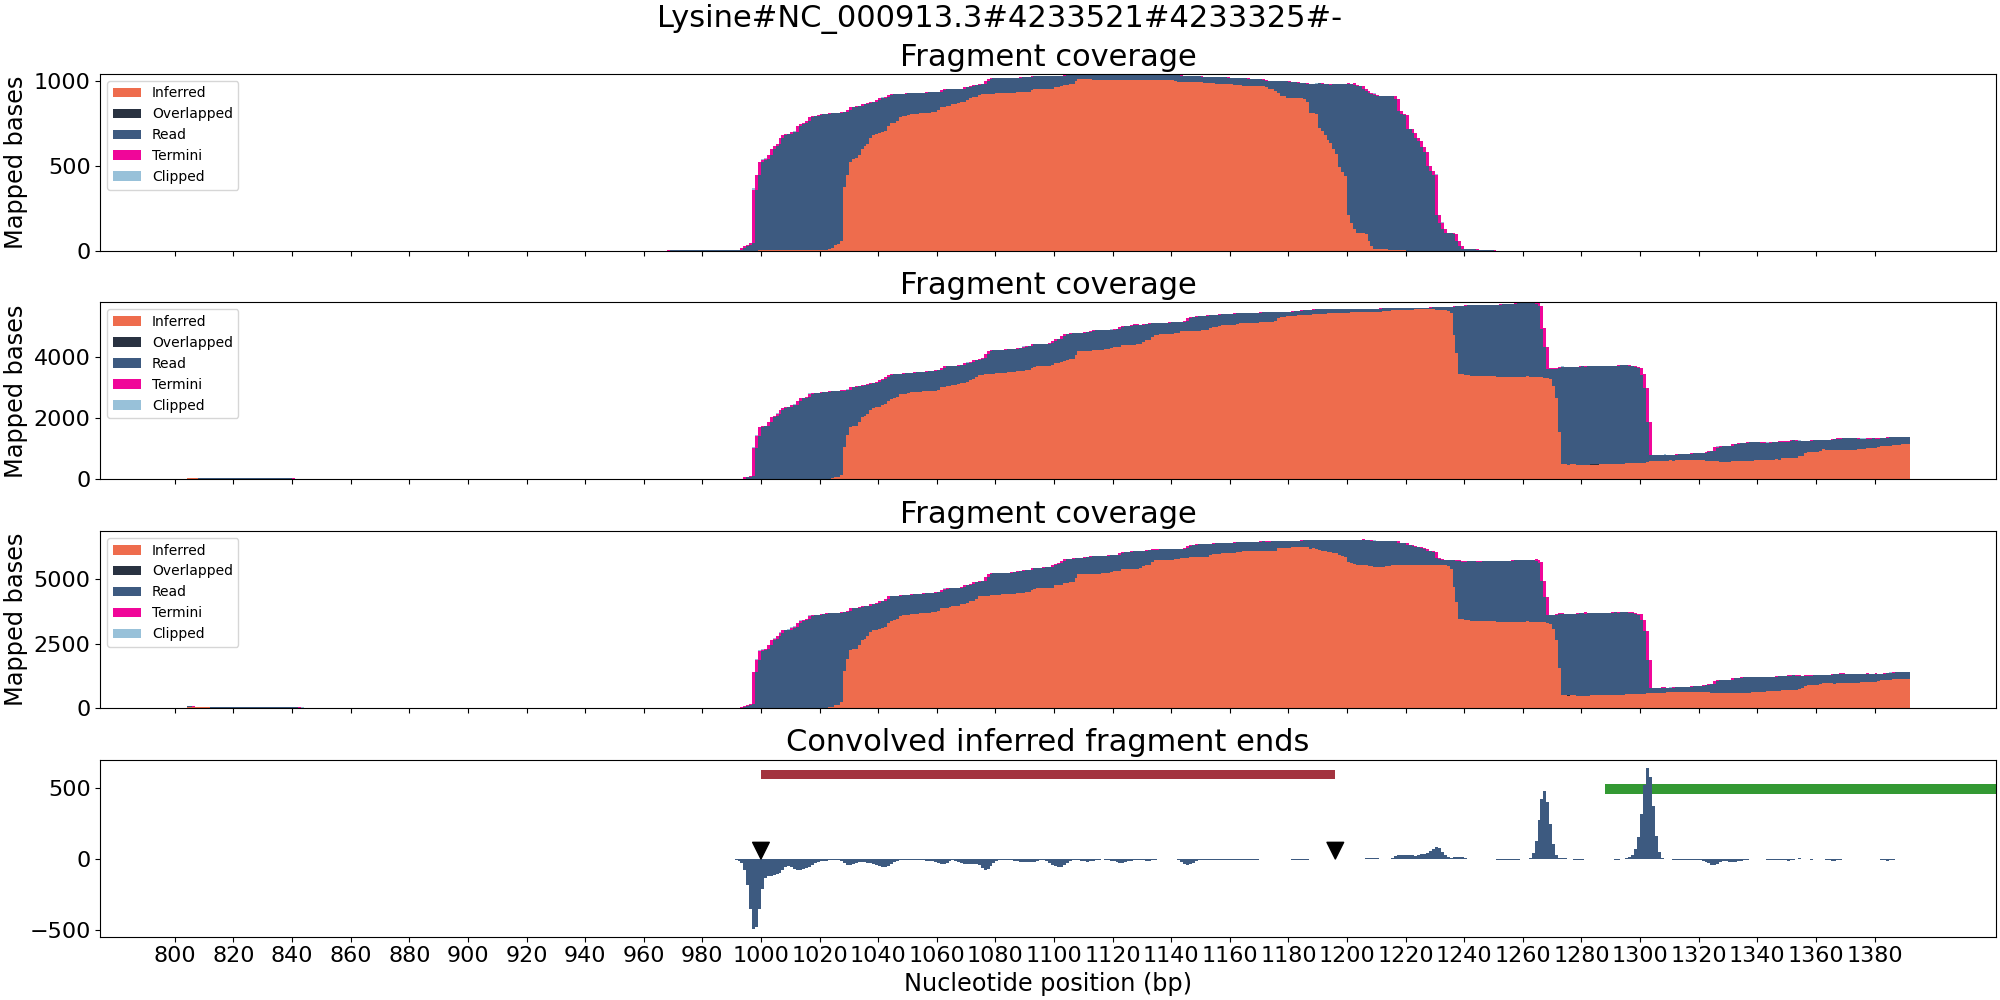 Lysine#NC_000913.3#4233521#4233325#-
Fragment coverage
Mapped bases
1000
500
0
Inferred
Overlapped
Read
Termini
Clipped
Fragment coverage
Mapped bases
4000
2000
0
Inferred
Overlapped
Read
Termini
Clipped
Fragment coverage
Mapped bases
5000
2500
0
Inferred
Overlapped
Read
Termini
Clipped
Convolved inferred fragment ends
500
0
−500
800 820 840 860 880 900 920 940 960 980 1000 1020 1040 1060 1080 1100 1120 1140 1160 1180 1200 1220 1240 1260 1280 1300 1320 1340 1360 1380
Nucleotide position (bp)